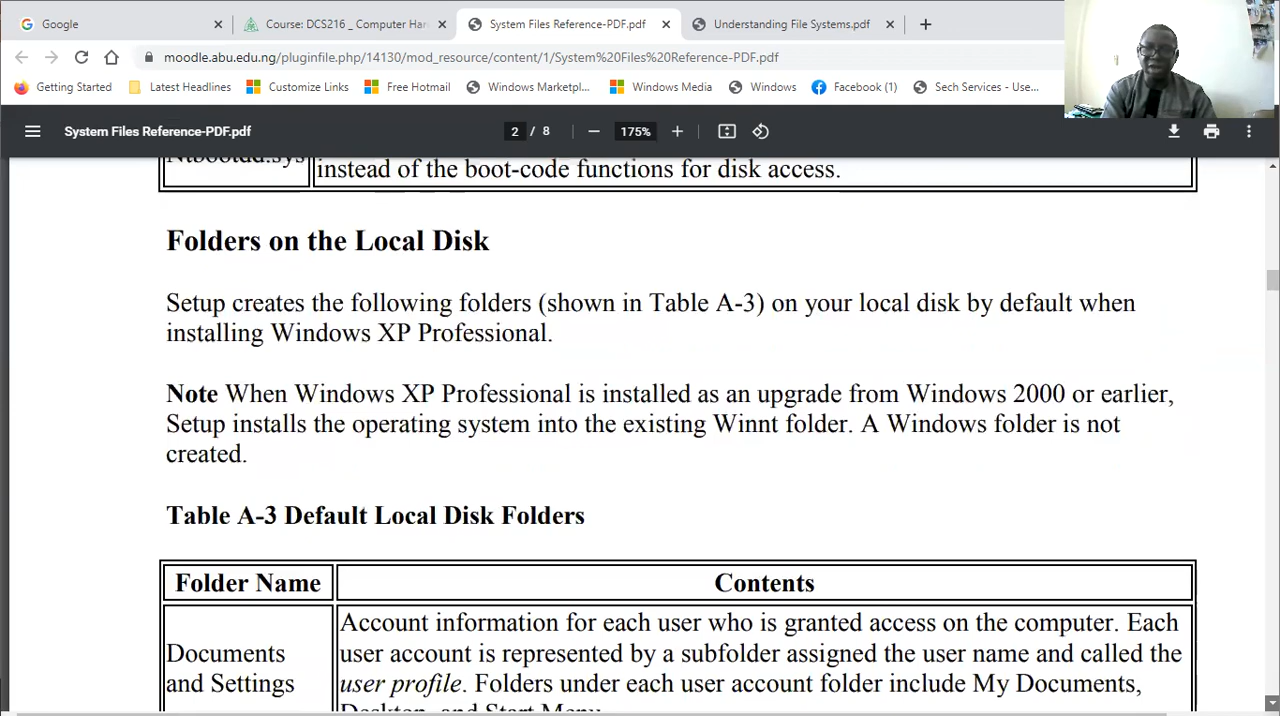 Google
Course: DCS216 _ Computer Har
System Files Reference-PDF.pdf
Understanding File Systems.pdf
moodle.abu.edu.ng/pluginfile.php/14130/mod_resource/content/1/System%20Files%20Reference-PDF.pdf
Getting Started
Latest Headlines
Customize Links
Free Hotmail
Windows Marketpl...
Windows Media
Windows
Facebook (1)
Sech Services - Use...
System Files Reference-PDF.pdf
2 / 8
175%
Ntbootdd.sys
instead of the boot-code functions for disk access.
Folders on the Local Disk
Setup creates the following folders (shown in Table A-3) on your local disk by default when
installing Windows XP Professional.
Note When Windows XP Professional is installed as an upgrade from Windows 2000 or earlier,
Setup installs the operating system into the existing Winnt folder. A Windows folder is not
created.
Table A-3 Default Local Disk Folders
Folder Name
Contents
Documents
and Settings
Account information for each user who is granted access on the computer. Each
user account is represented by a subfolder assigned the user name and called the
user profile. Folders under each user account folder include My Documents,
Desktop, and Start Menu.